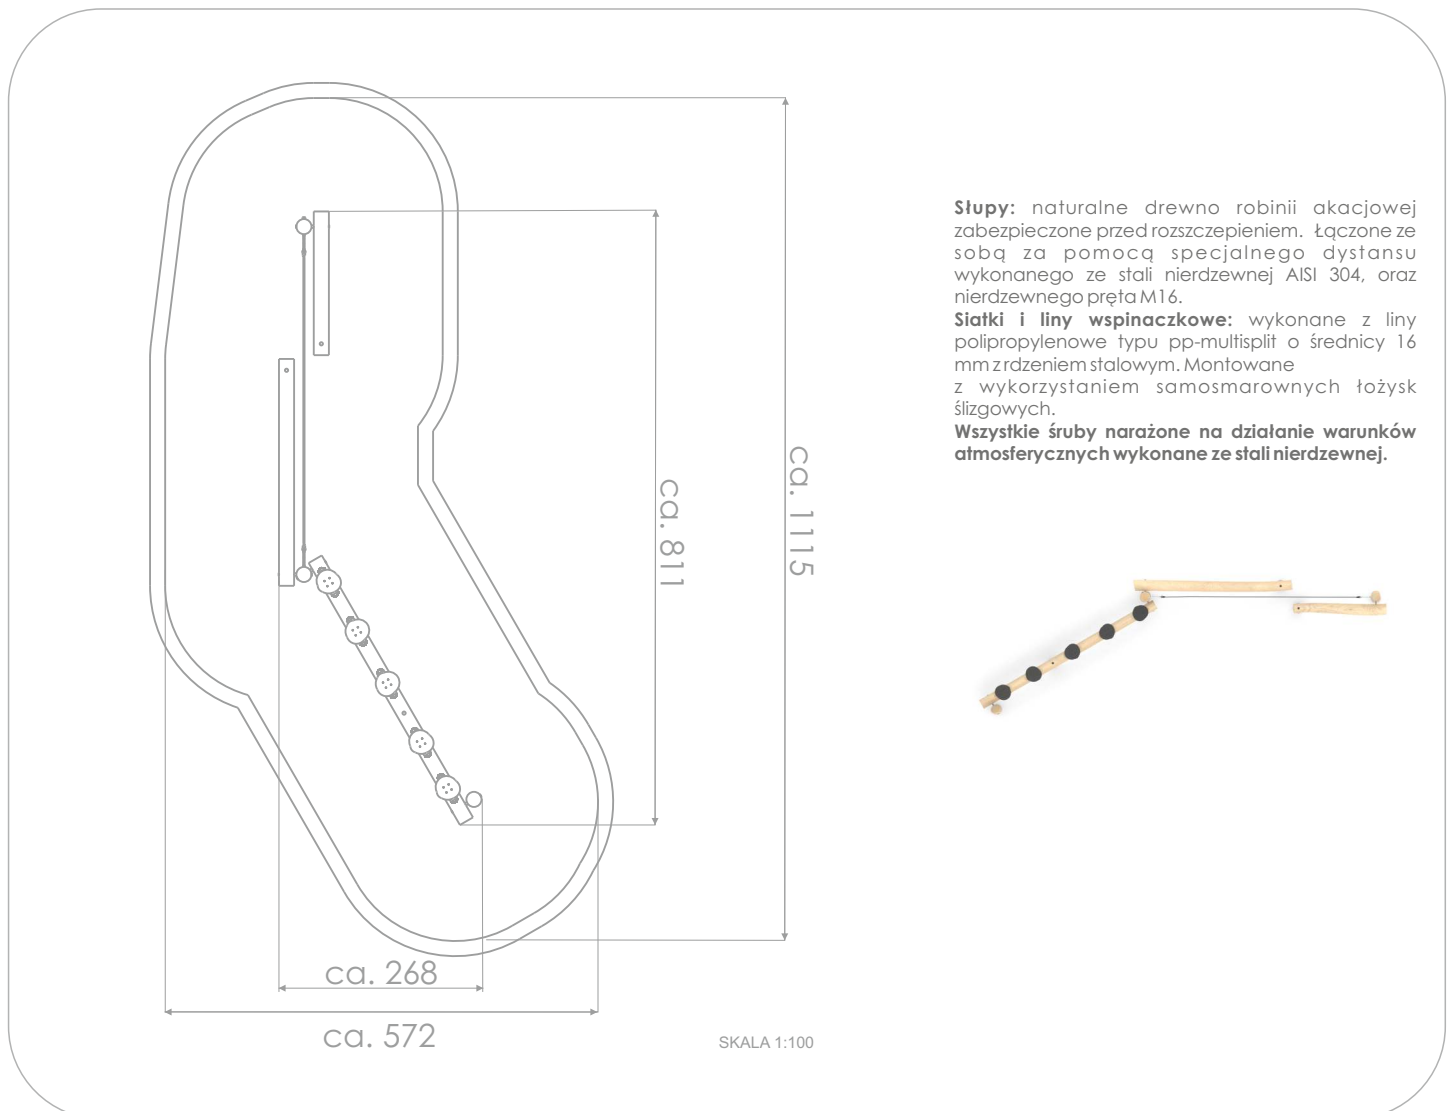 Słupy: naturalne drewno robinii akacjowej
zabezpieczone przed rozszczepieniem. Łączone ze
sobą za pomocą specjalnego dystansu
wykonanego ze stali nierdzewnej AISI 304, oraz
nierdzewnego pręta M16.
Siatki i liny wspinaczkowe: wykonane z liny
polipropylenowe typu pp-multisplit o średnicy 16
mm z rdzeniem stalowym. Montowane
z wykorzystaniem samosmarownych łożysk
ślizgowych.
Wszystkie śruby narażone na działanie warunków
atmosferycznych wykonane ze stali nierdzewnej.
ca. 811
ca. 1115
ca. 268
ca. 572
SKALA 1:100